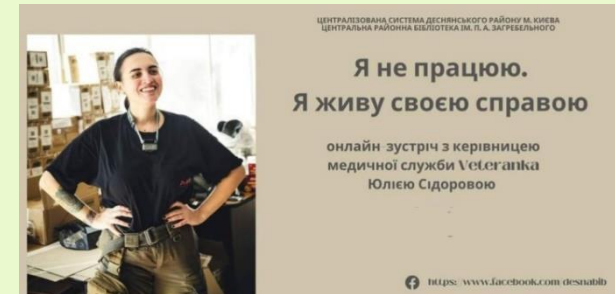 ЦЕНТРАЛІЗОВАНА СИСТЕМА ДЕСНЯНСЬКОГО РАЙОНУ М. КИЄВА
ЦЕНТРАЛЬНА РАЙОННА БІБЛІОТЕКА ІМ. П. А. ЗАГРЕБЕЛЬНОГО
Я не працюю.
Я живу своєю справою
онлайн зустріч з керівницею
медичної служби Veteranka
Юлією Сідоровою
https: www.facebook.com desnabib